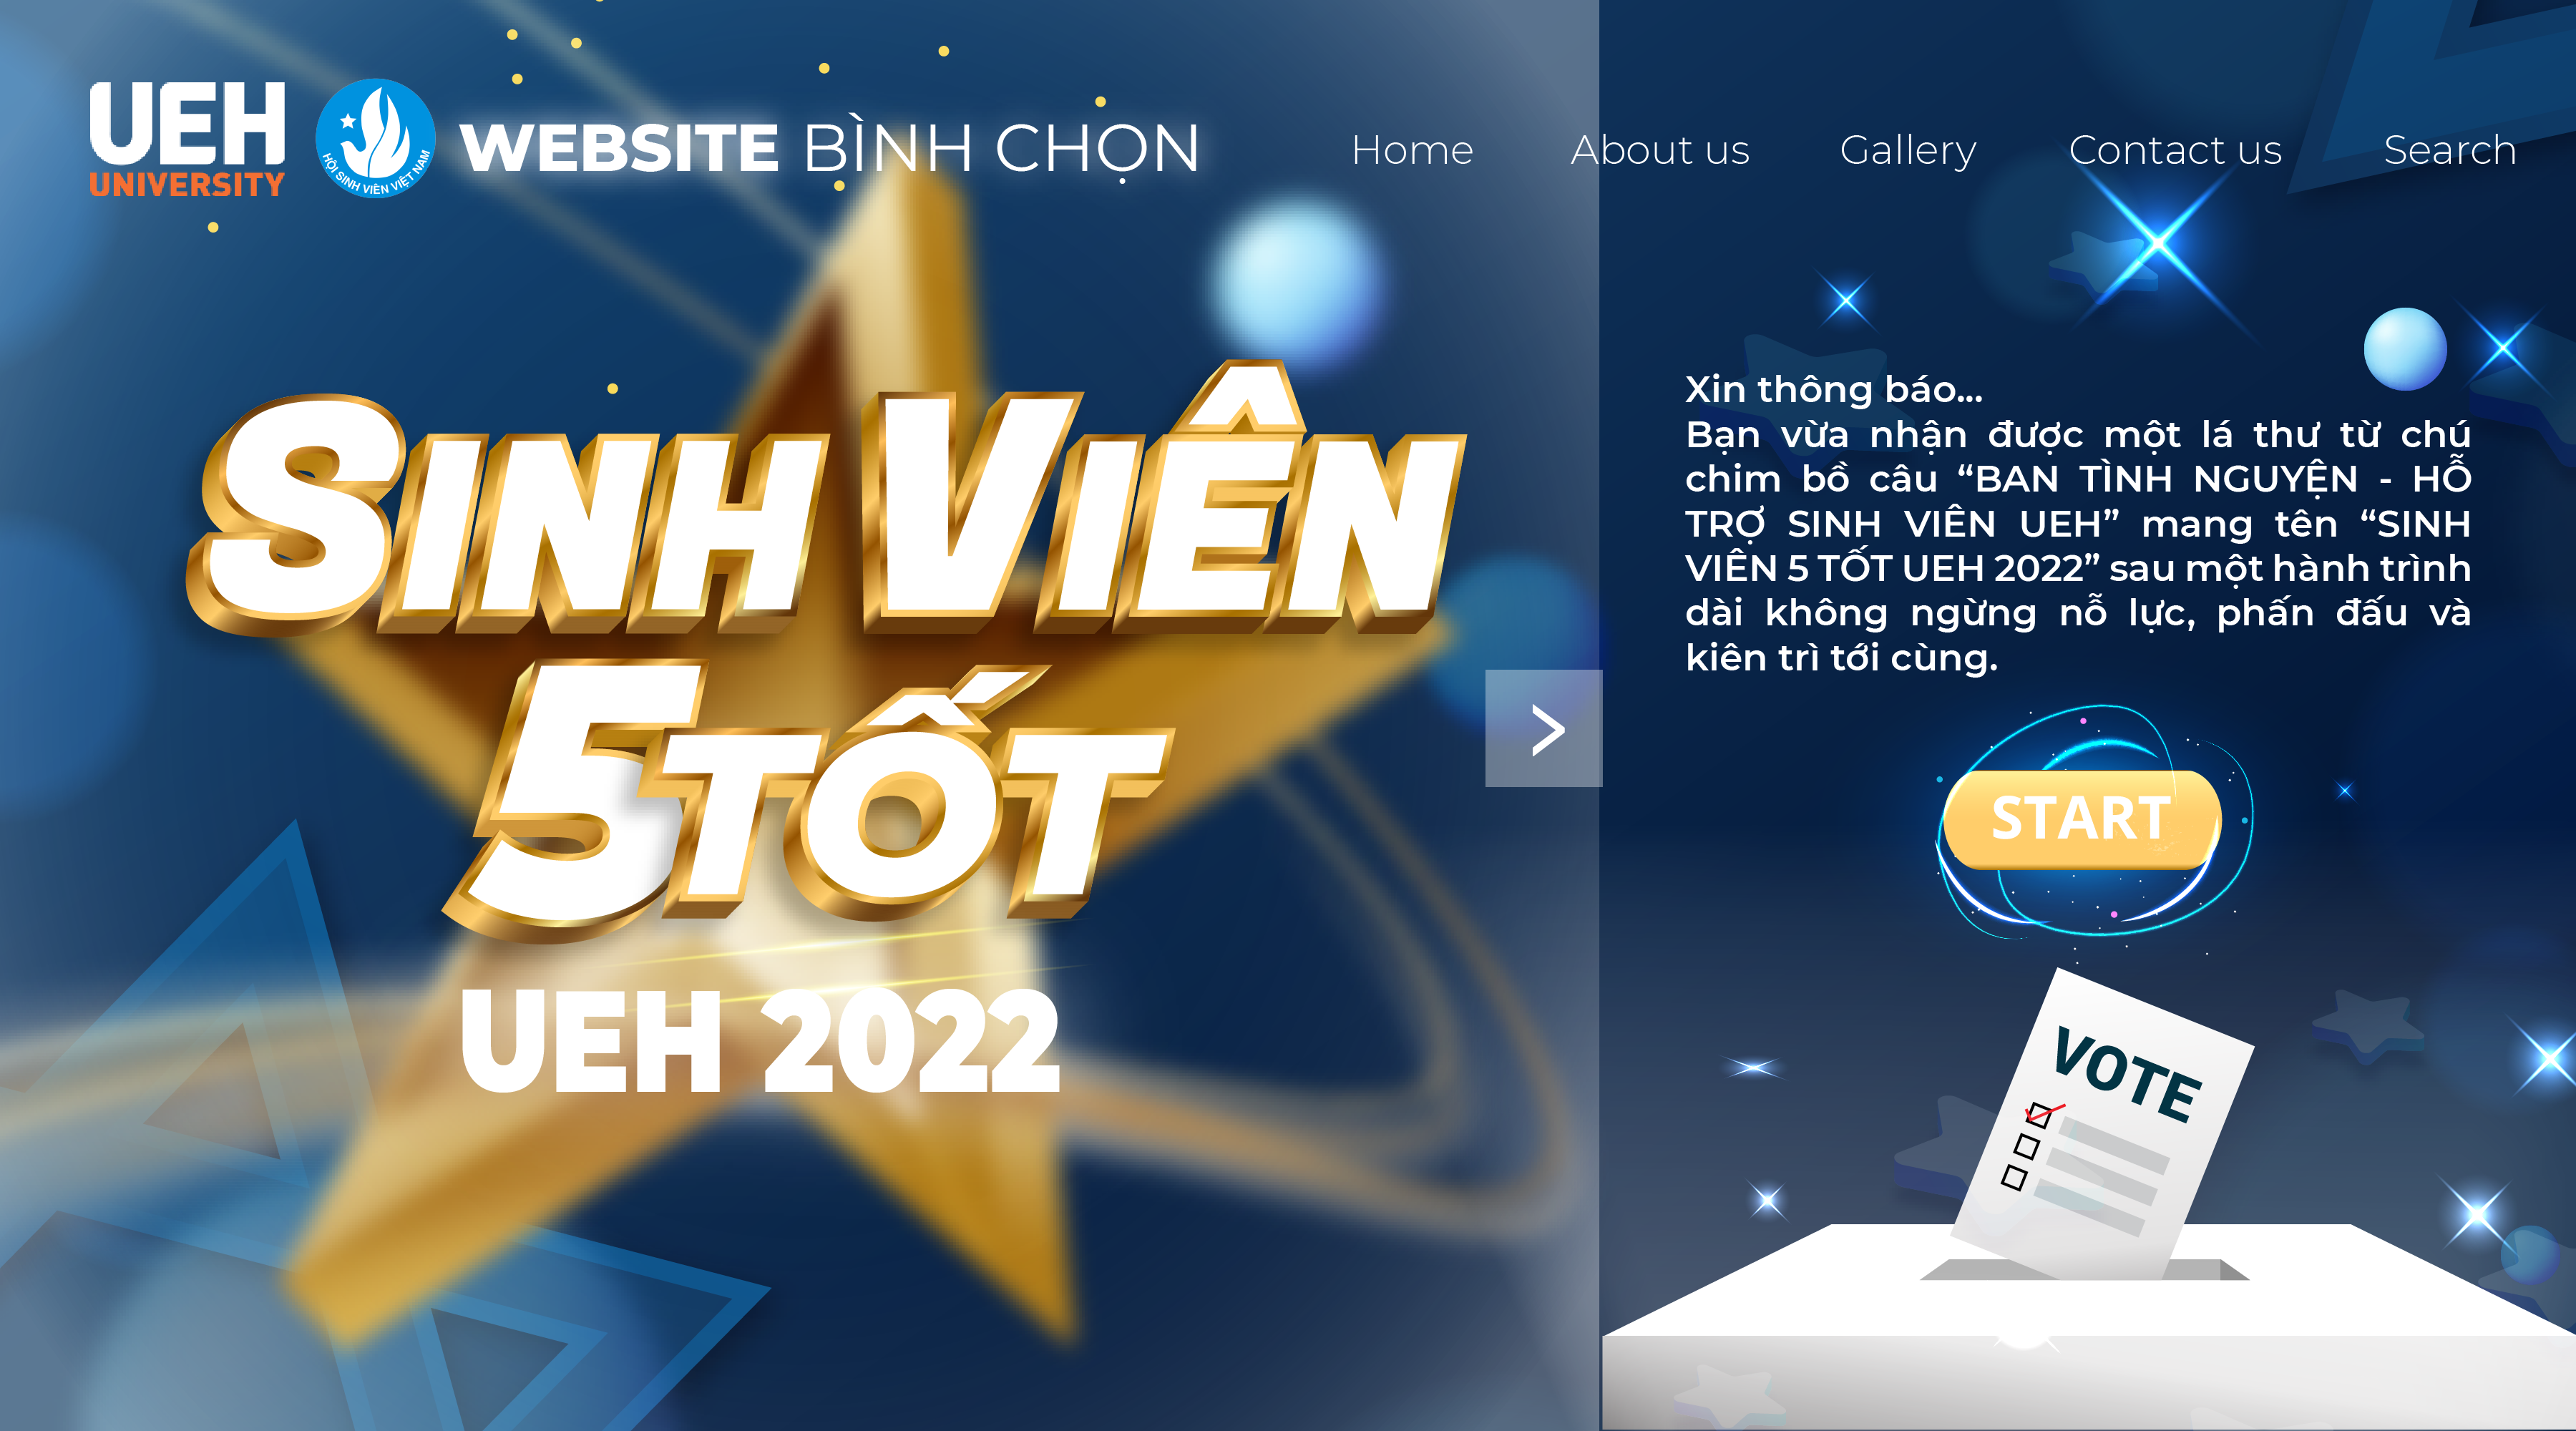 UEH
UNIVERSITY
HỘI SINH VIÊN VIỆT NAM
WEBSITE BÌNH CHỌN
Home
About us
Gallery
Contact us
Search
SINH VIÊN
5 TỐT
UEH 2022
>
Xin thông báo...
Bạn vừa nhận được một lá thư từ chú
chim bồ câu “BAN TÌNH NGUYỆN - HỖ
TRỢ SINH VIÊN UEH” mang tên “SINH
VIÊN 5 TỐT UEH 2022” sau một hành trình
dài không ngừng nỗ lực, phấn đấu và
kiên trì tới cùng.
START
VOTE